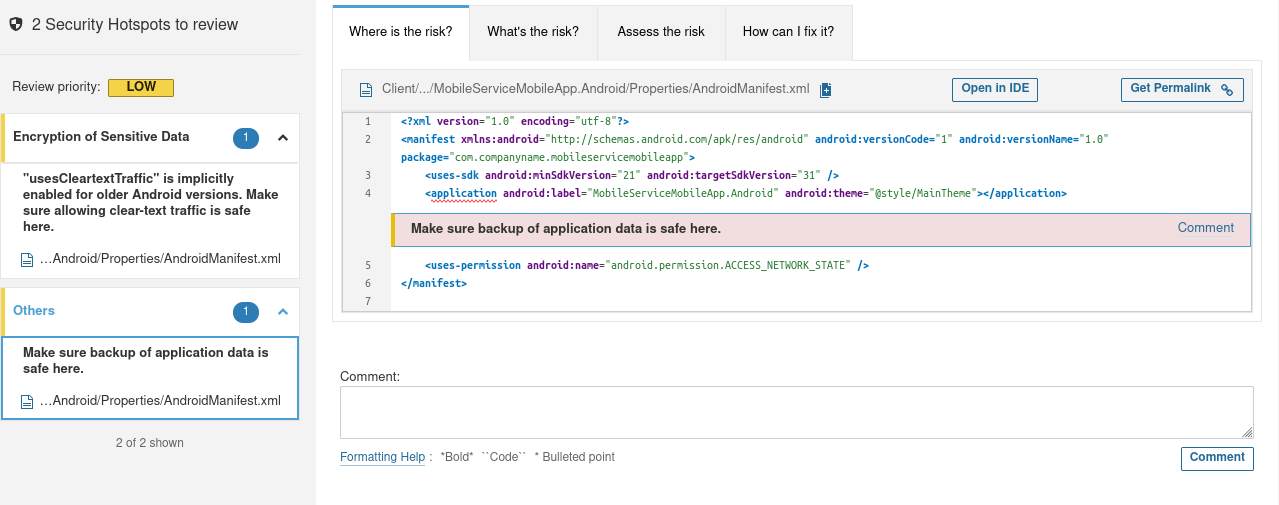 2 Security Hotspots to review
Review priority: LOW
Encryption of Sensitive Data 1
"usesCleartextTraffic" is implicitly
enabled for older Android versions. Make
sure allowing clear-text traffic is safe
here.
...Android/Properties/AndroidManifest.xml
Others 1
Make sure backup of application data is
safe here.
...Android/Properties/AndroidManifest.xml
2 of 2 shown
Where is the risk? What's the risk? Assess the risk How can I fix it?
Client/.../MobileServiceMobileApp.Android/Properties/AndroidManifest.xml Open in IDE Get Permalink
1 <?xml version="1.0" encoding="utf-8"?>
2 <manifest xmlns:android="http://schemas.android.com/apk/res/android" android:versionCode="1" android:versionName="1.0"
package="com.companyname.mobileservicemobileapp">
3 <uses-sdk android:minSdkVersion="21" android:targetSdkVersion="31" />
4 <application android:label="MobileServiceMobileApp.Android" android:theme="@style/MainTheme"></application>
Make sure backup of application data is safe here. Comment
5 <uses-permission android:name="android.permission.ACCESS_NETWORK_STATE" />
6 </manifest>
7
Comment:
Formatting Help : *Bold* ``Code`` * Bulleted point
Comment